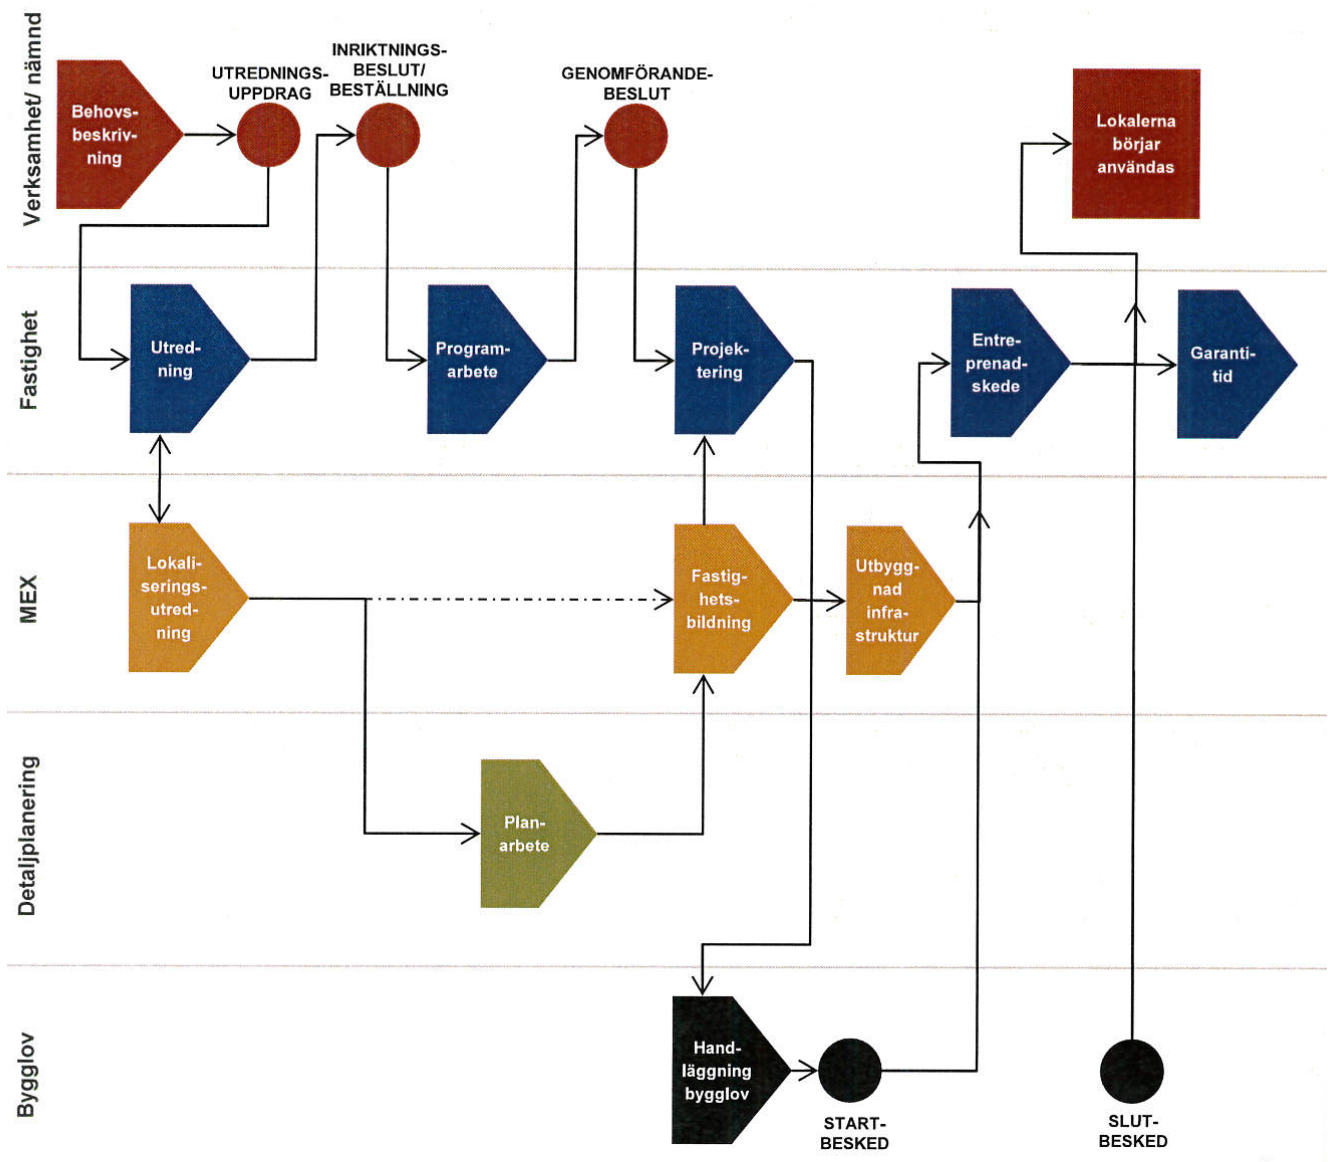 Verksamhet/ nämnd
Behovs-
beskriv-
ning
UTREDNINGS-
UPPDRAG
INRIKTNINGS-
BESLUT/
BESTÄLLNING
GENOMFÖRANDE-
BESLUT
Lokalerna
börjar
användas
Fastighet
Utred-
ning
Program-
arbete
Projek-
tering
Entre-
prenad-
skede
Garanti-
tid
MEX
Lokali-
serings-
utred-
ning
Fastig-
hets-
bildning
Utbygg-
nad
infra-
struktur
Detaljplanering
Plan-
arbete
Bygglov
Hand-
läggning
bygglov
START-
BESKED
SLUT-
BESKED